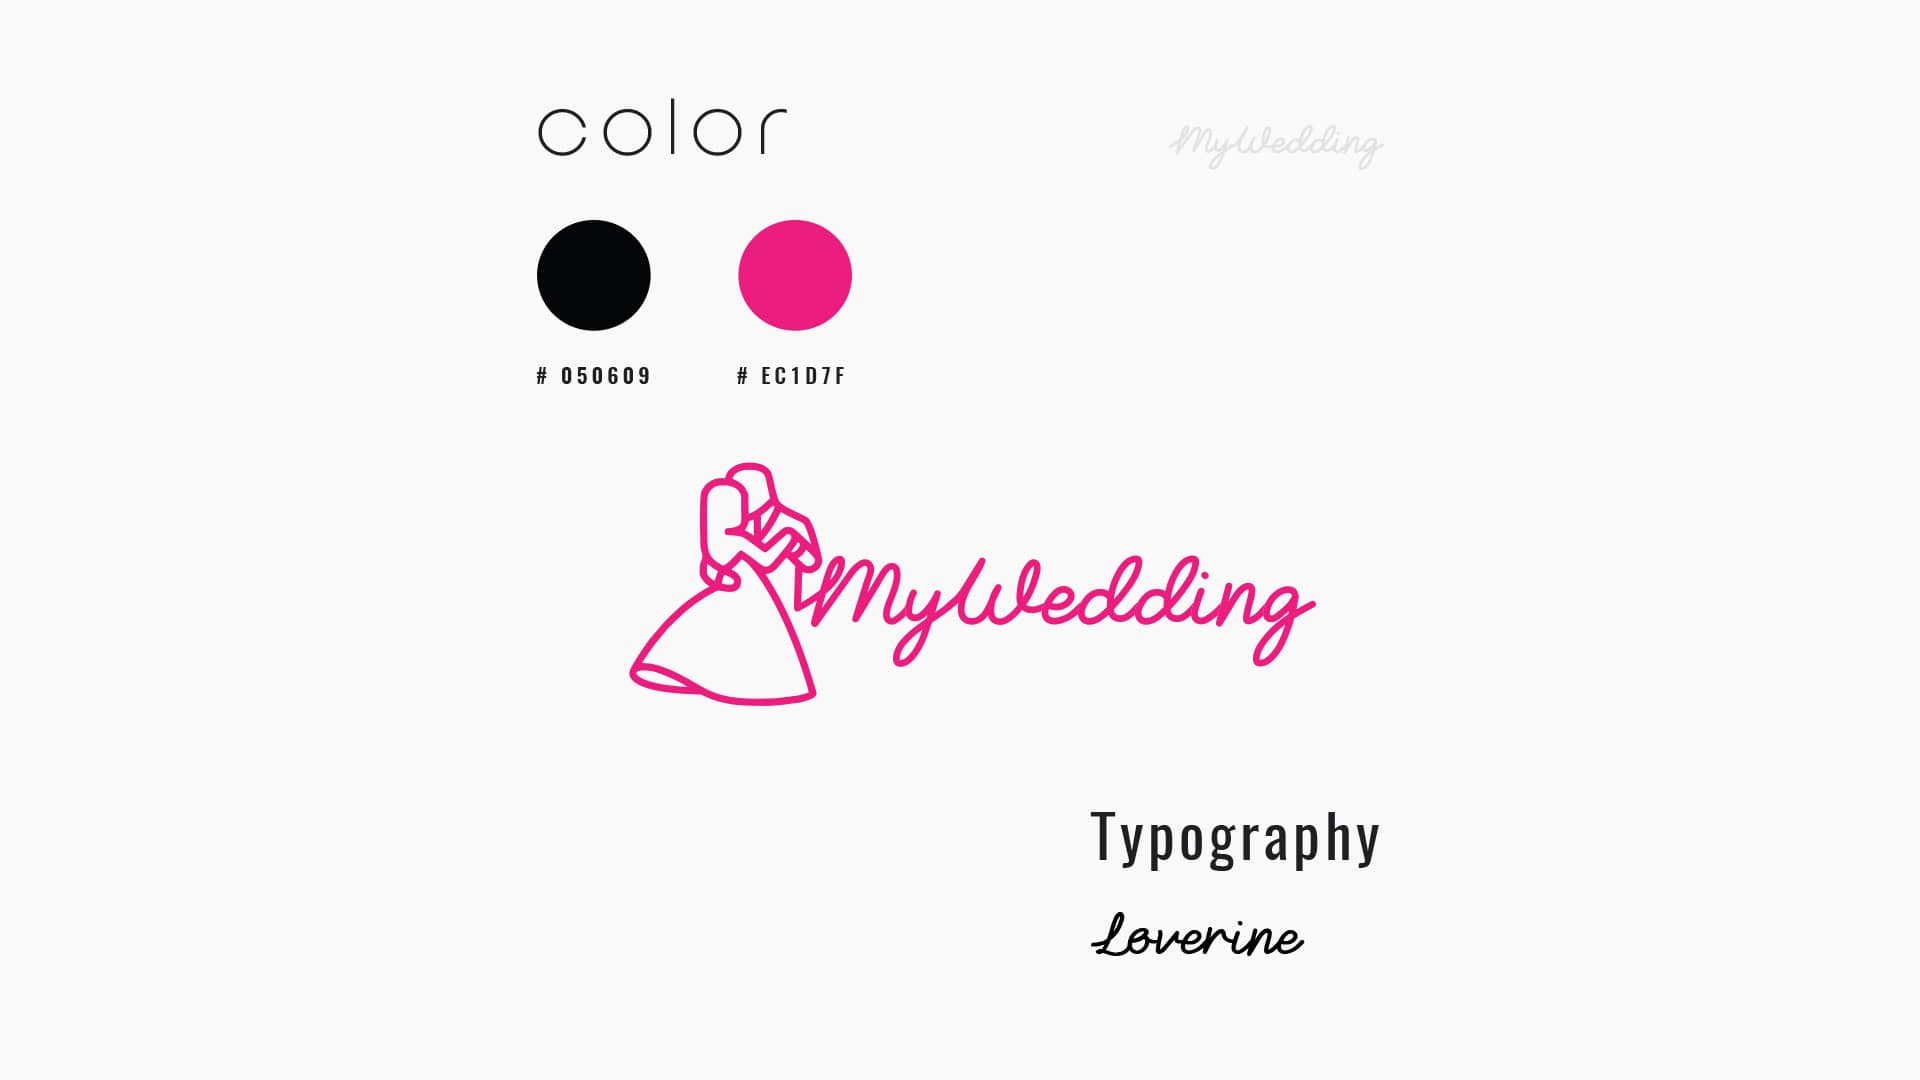 color
MyWedding
# 050609
# EC1D7F
MyWedding
Typography
Loverine